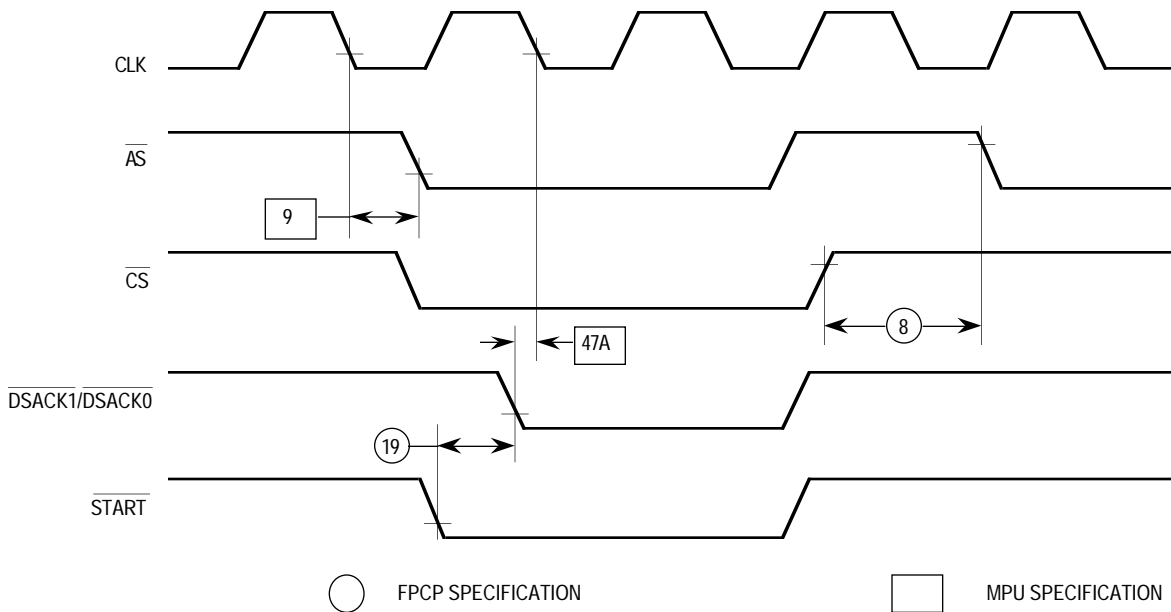 CLK
AS
9
CS
8
47A
DSACK1/DSACK0
19
START
FPCP SPECIFICATION
MPU SPECIFICATION